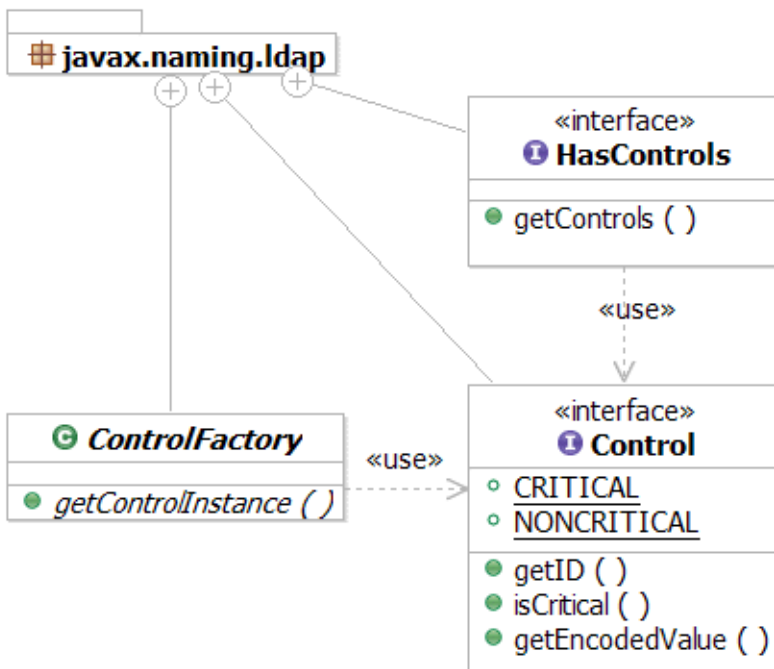 javax.naming.ldap
«interface»
HasControls
getControls ( )
«use»
ControlFactory
getControlInstance ( )
«use»
«interface»
Control
CRITICAL
NONCRITICAL
getID ( )
isCritical ( )
getEncodedValue ( )